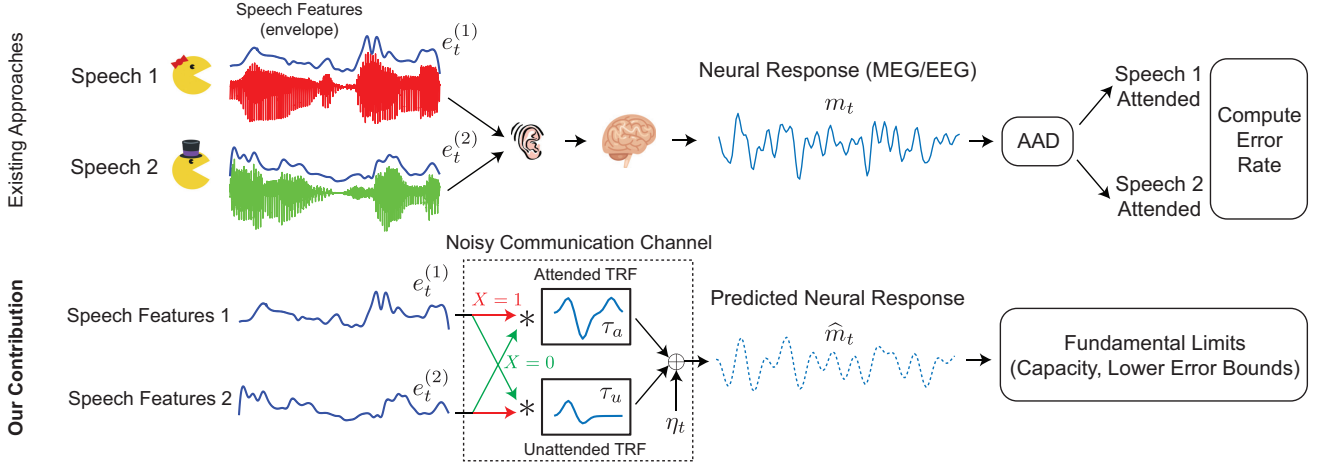 Existing Approaches
Speech Features
(envelope)
e_t^{(1)}
Speech 1
Speech 2
e_t^{(2)}
Neural Response (MEG/EEG)
m_t
AAD
Speech 1
Attended
Speech 2
Attended
Compute
Error
Rate
Our Contribution
Noisy Communication Channel
Speech Features 1
e_t^{(1)}
Speech Features 2
e_t^{(2)}
X = 1
X = 0
Attended TRF
* τ_a
* τ_u
Unattended TRF
η_t
Predicted Neural Response
\widehat{m}_t
Fundamental Limits
(Capacity, Lower Error Bounds)